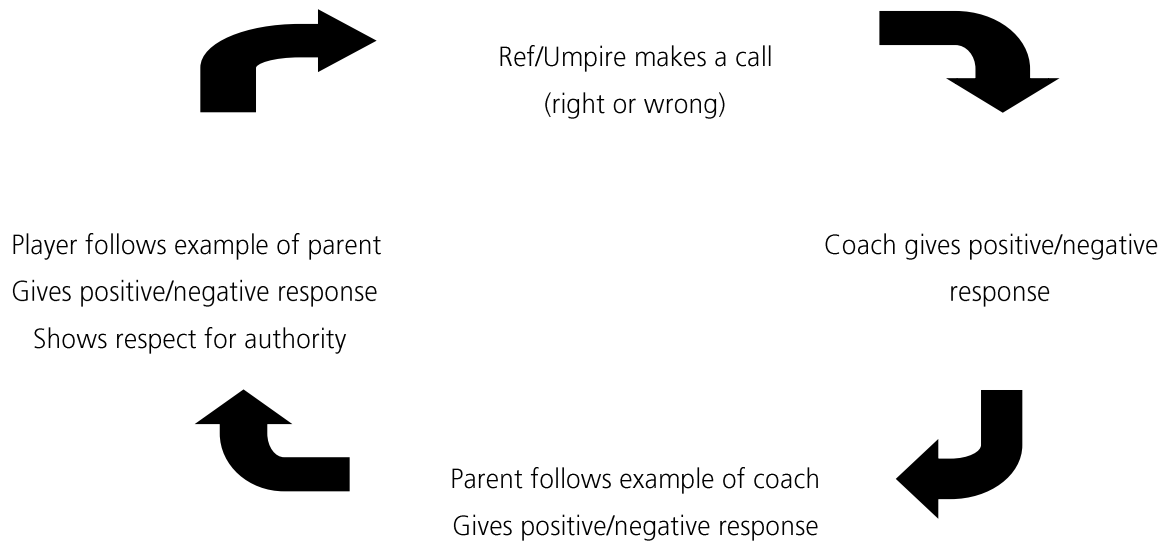 Ref/Umpire makes a call
(right or wrong)
Coach gives positive/negative
response
Parent follows example of coach
Gives positive/negative response
Player follows example of parent
Gives positive/negative response
Shows respect for authority